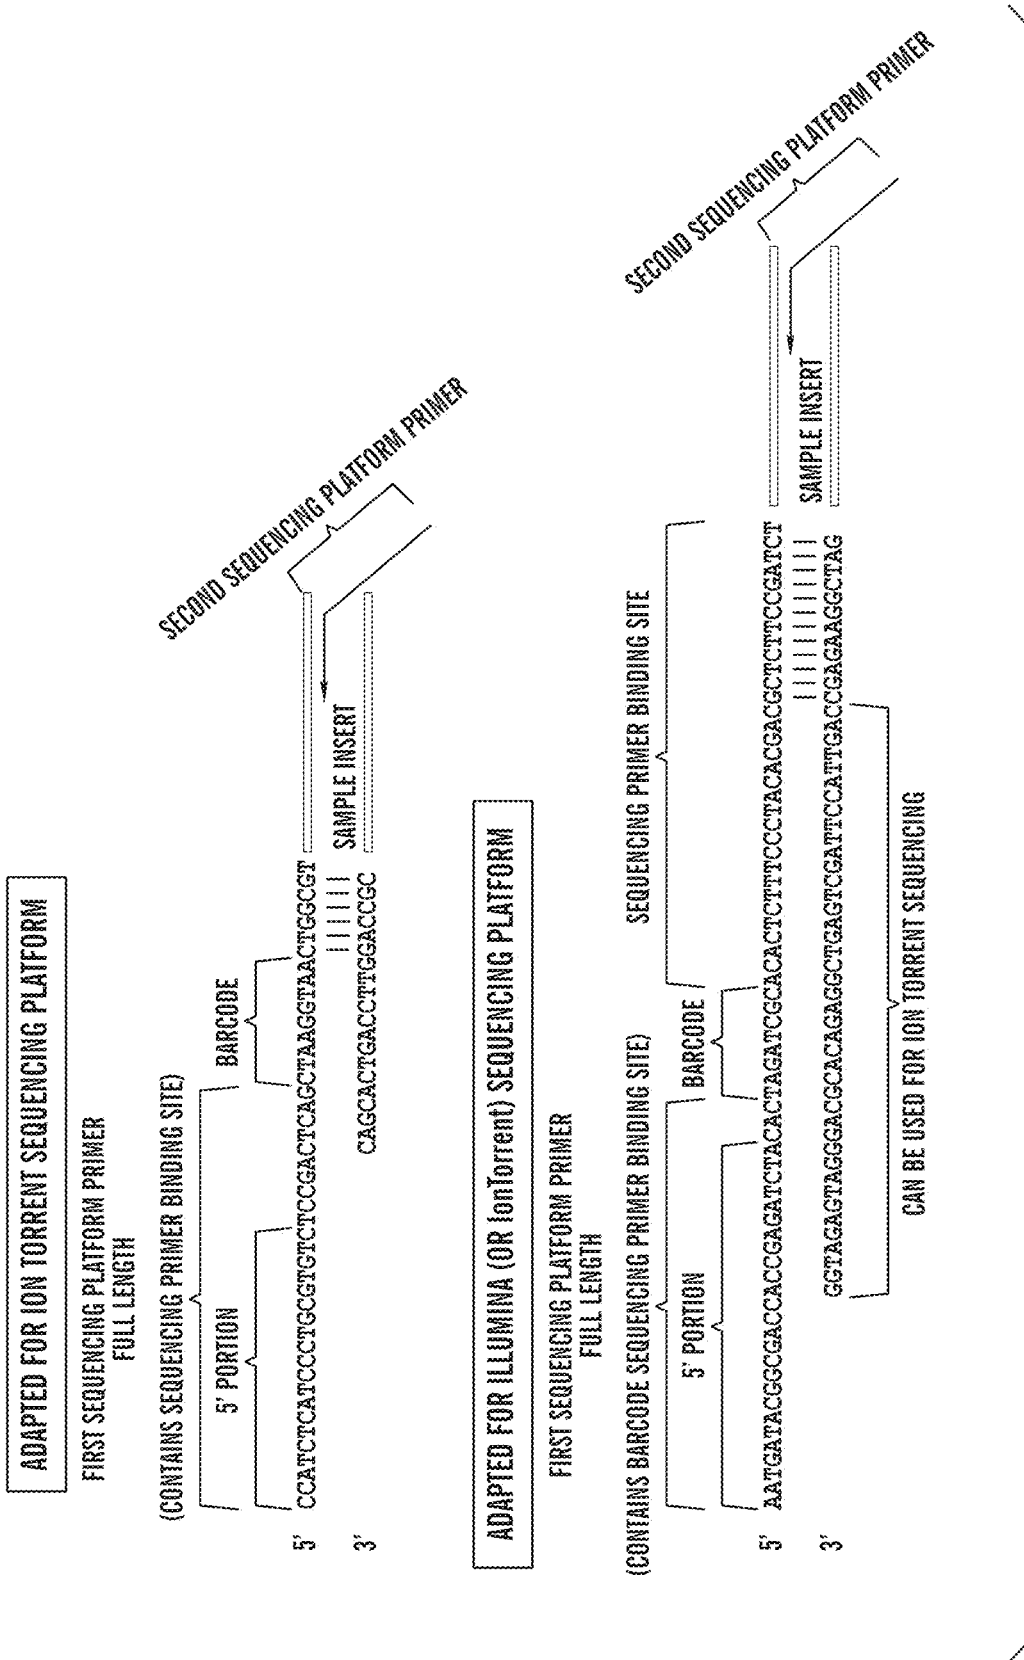 ADAPTED FOR ION TORRENT SEQUENCING PLATFORM
FIRST SEQUENCING PLATFORM PRIMER
FULL LENGTH
(CONTAINS SEQUENCING PRIMER BINDING SITE)
5' PORTION
BARCODE
SECOND SEQUENCING PLATFORM PRIMER
5'
CCATCTCATCCCTGCGTGTCTCCGACTCAGCTAAGGTAACTGGCGT
SAMPLE INSERT
3'
CAGCACTGACCTTGGACCGC
ADAPTED FOR ILLUMINA (OR IonTorrent) SEQUENCING PLATFORM
FIRST SEQUENCING PLATFORM PRIMER
FULL LENGTH
(CONTAINS BARCODE SEQUENCING PRIMER BINDING SITE)
SEQUENCING PRIMER BINDING SITE
5' PORTION
BARCODE
SECOND SEQUENCING PLATFORM PRIMER
5'
AATGATACGGCGACCACCGAGATCTACACTAGATCGCACACTCTTTCCCTACACGACGCTCTTCCGATCT
SAMPLE INSERT
3'
GGTAGAGTAGGGACGCACAGAGGCTGAGTCGATTCCATTGACCGAGAAGGCTAG
CAN BE USED FOR ION TORRENT SEQUENCING